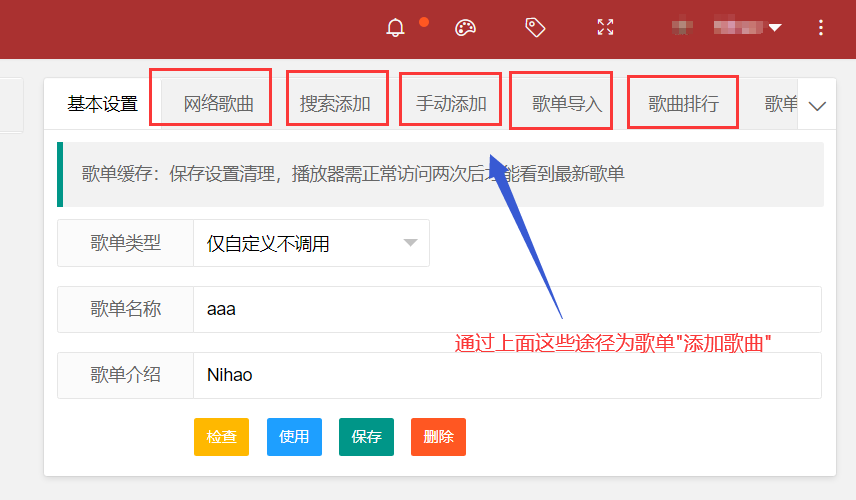 基本设置 网络歌曲 搜索添加 手动添加 歌单导入 歌曲排行 歌单
歌单缓存：保存设置清理，播放器需正常访问两次后才能看到最新歌单
歌单类型 仅自定义不调用
歌单名称 aaa
通过上面这些途径为歌单"添加歌曲"
歌单介绍 Nihao
检查 使用 保存 删除